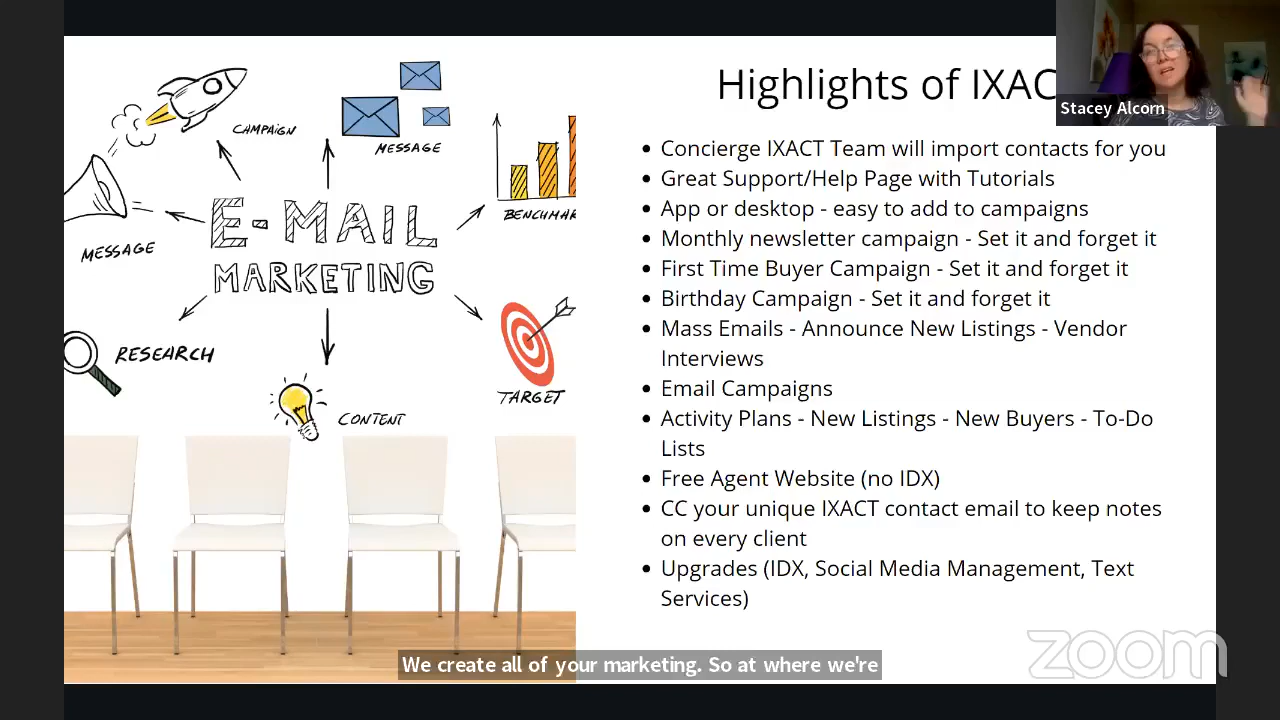 Highlights of IXAC
Stacey Alcorn
• Concierge IXACT Team will import contacts for you
• Great Support/Help Page with Tutorials
• App or desktop - easy to add to campaigns
• Monthly newsletter campaign - Set it and forget it
• First Time Buyer Campaign - Set it and forget it
• Birthday Campaign - Set it and forget it
• Mass Emails - Announce New Listings - Vendor
Interviews
• Email Campaigns
• Activity Plans - New Listings - New Buyers - To-Do
Lists
• Free Agent Website (no IDX)
• CC your unique IXACT contact email to keep notes
on every client
• Upgrades (IDX, Social Media Management, Text
Services)
CAMPAIGN
MESSAGE
BENCHMAR
E-MAIL
MARKETING
MESSAGE
RESEARCH
TARGET
CONTENT
We create all of your marketing. So at where we're
zoom